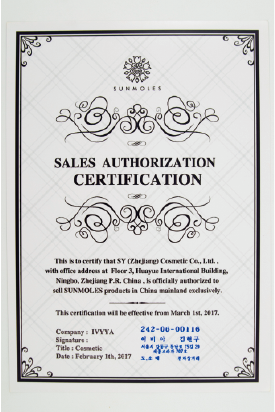 SUNMOLES
SALES AUTHORIZATION
CERTIFICATION
This is to certify that SY (Zhejiang) Cosmetic Co., Ltd. ,
with office address at Floor 3, Huayue International Building,
Ningbo, Zhejiang P.R. China , is officially authorized to
sell SUNMOLES products in China mainland exclusively.
This certification will be effective from March 1st, 2017.
Company : IVYYA
Signature :
Title : Cosmetic
Date : February 1th, 2017
242-06-00116